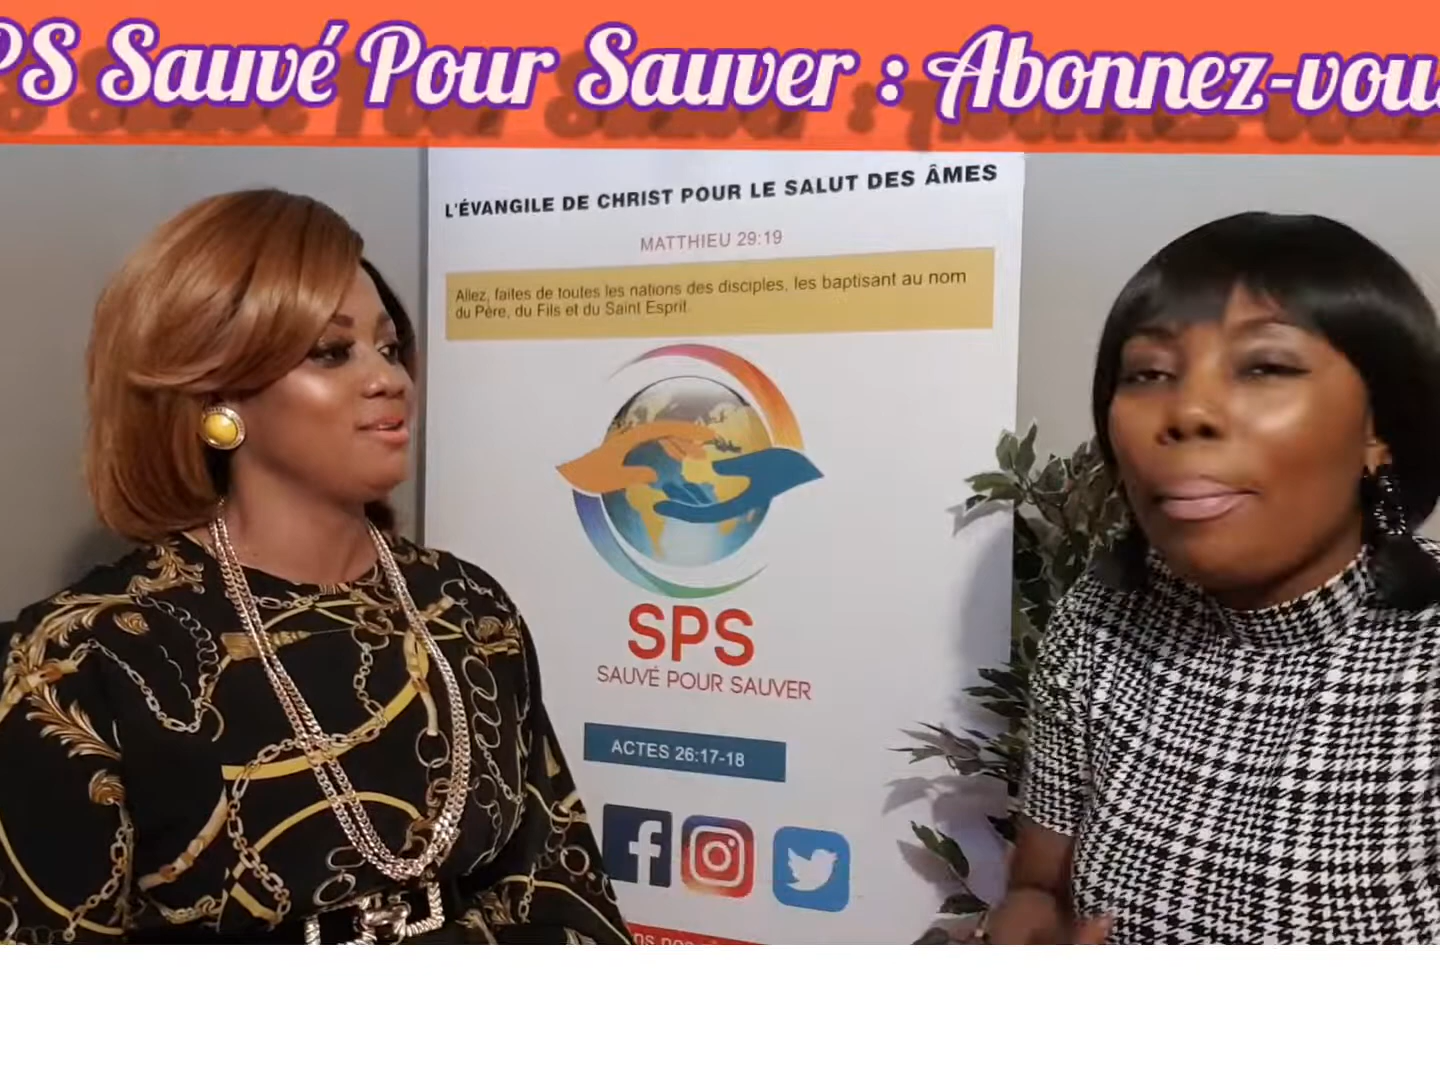 PS Sauvé Pour Sauver : Abonnez-vous
L'ÉVANGILE DE CHRIST POUR LE SALUT DES ÂMES
MATTHIEU 29:19
Allez, faites de toutes les nations des disciples, les baptisant au nom
du Père, du Fils et du Saint Esprit.
SPS
SAUVÉ POUR SAUVER
ACTES 26:17-18